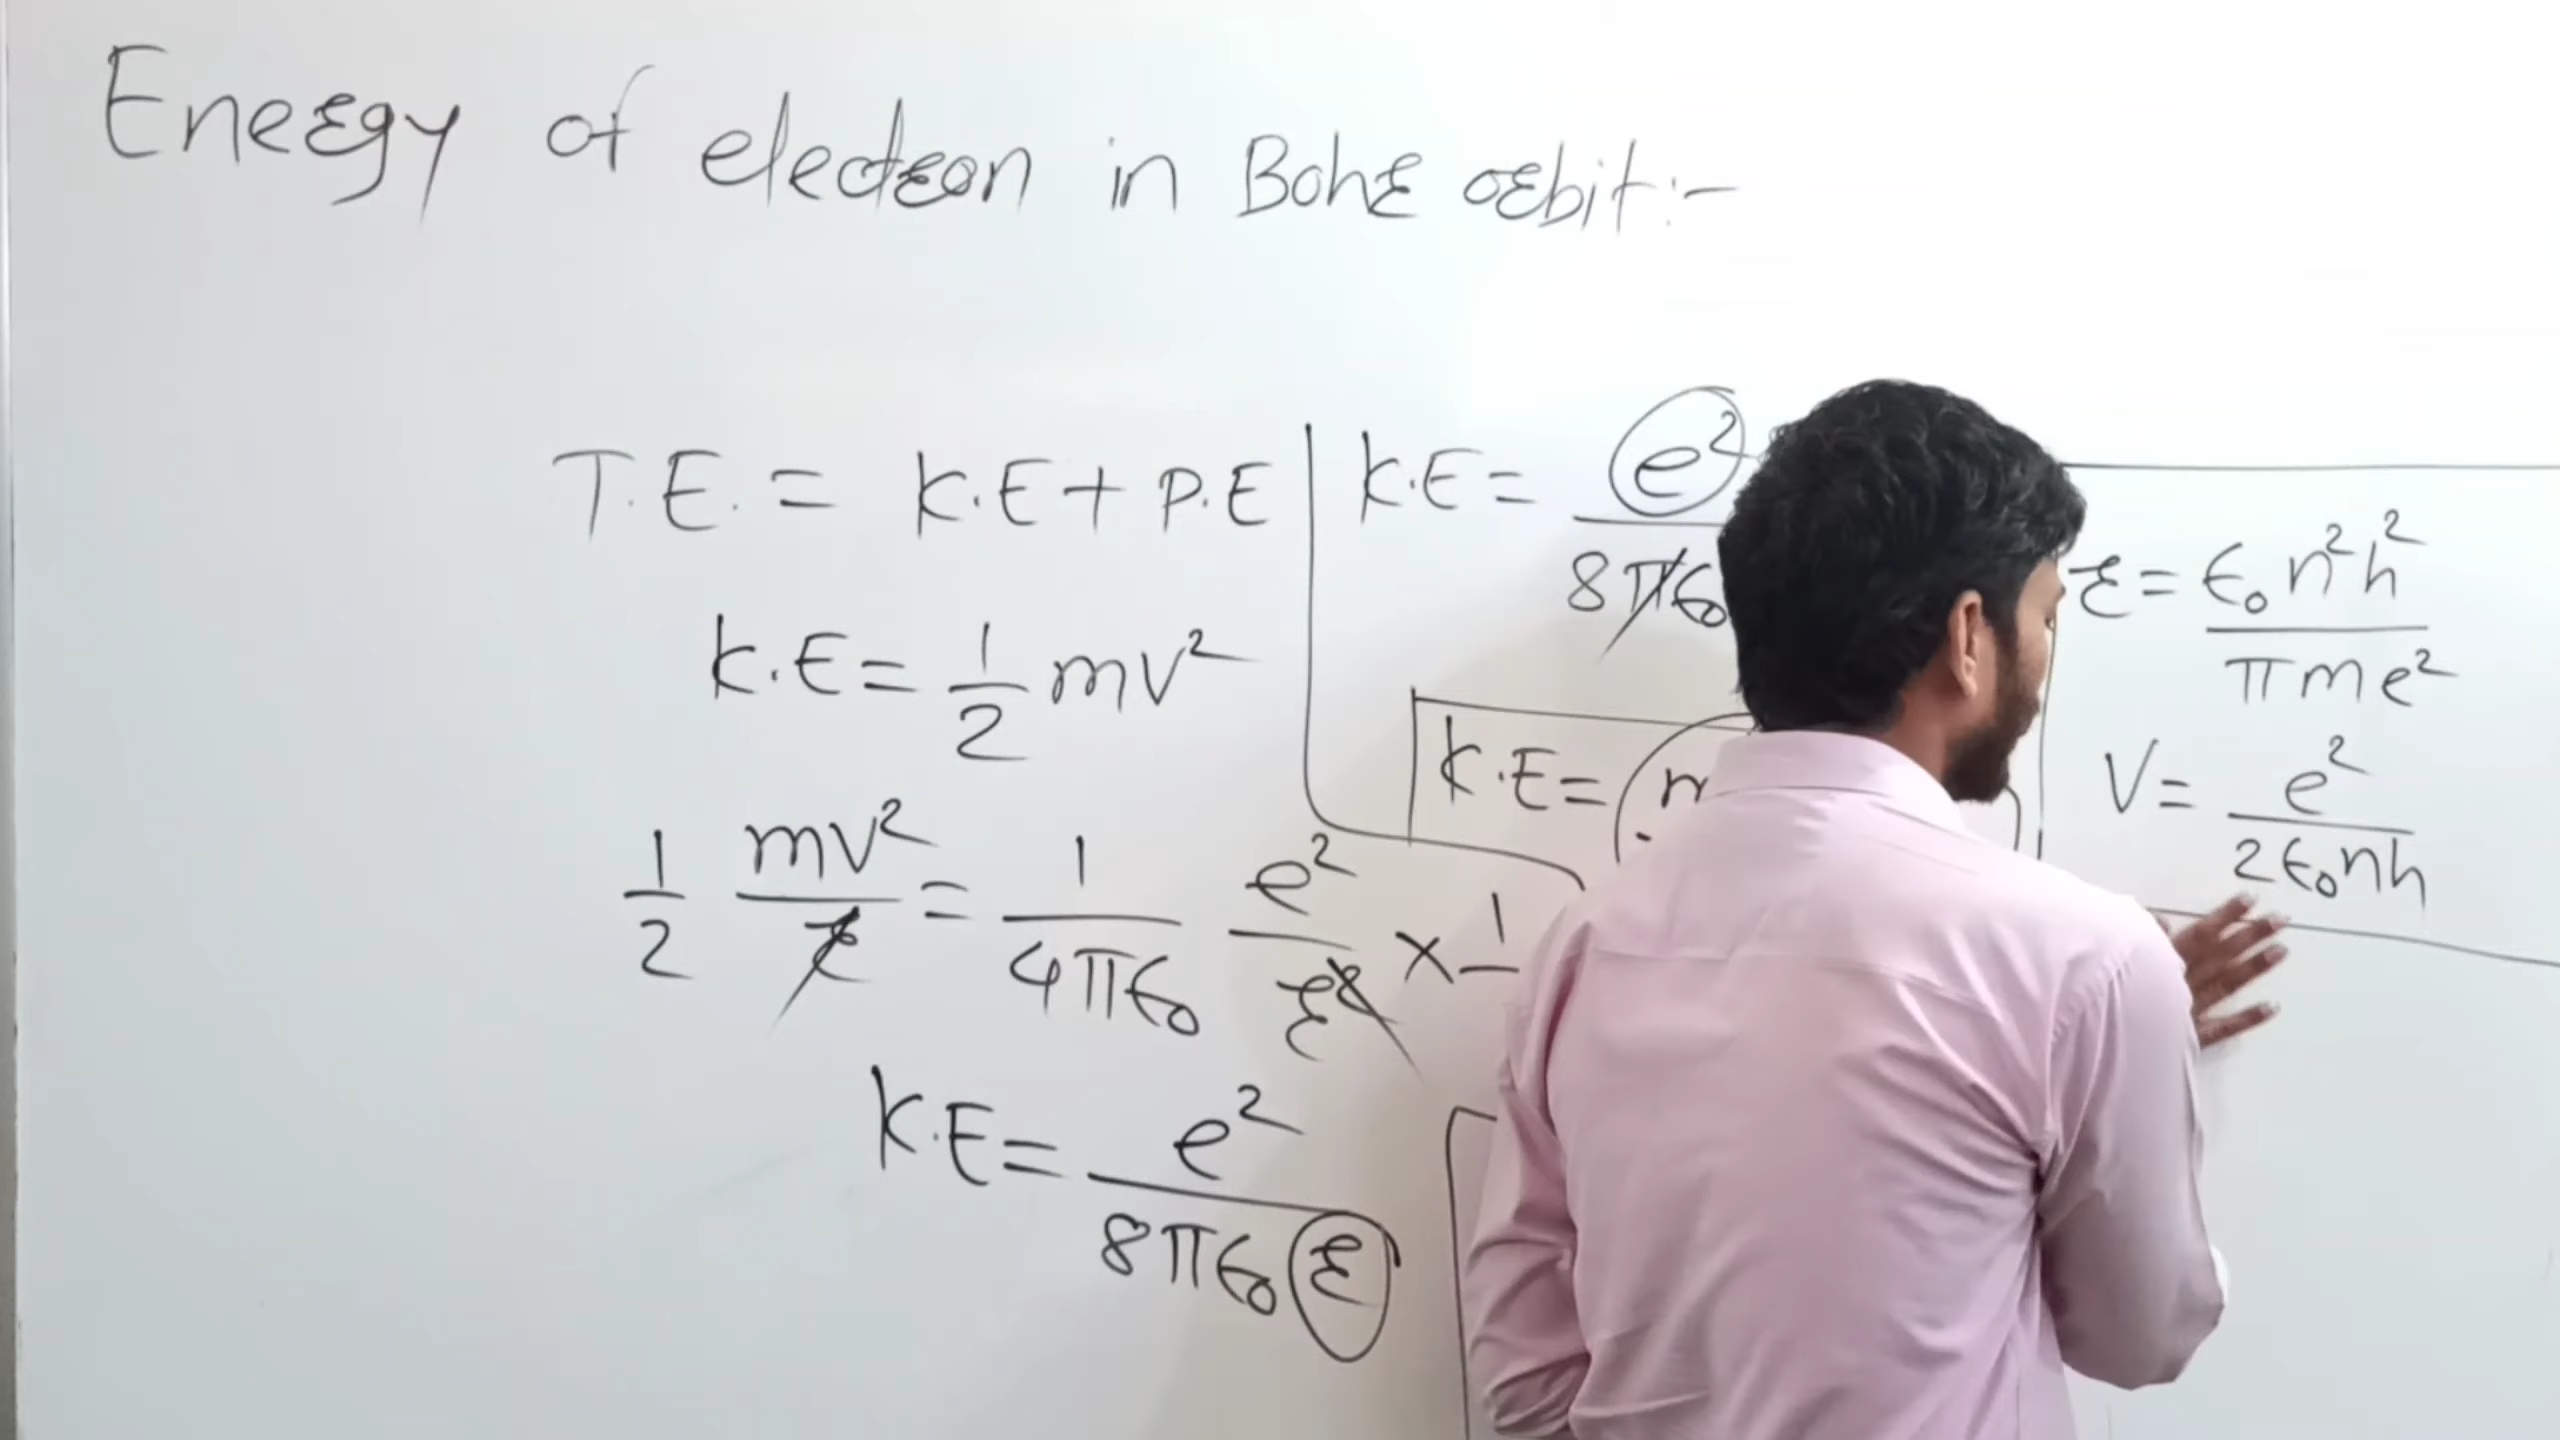 Energy of electron in Bohr orbit:-
T.E. = K.E + P.E
K.E = 1/2 mv²
1/2 mv²/r = 1/4πϵ₀ e²/r² × 1
K.E = e²/8πϵ₀r
K.E = e²/8πϵ₀
K.E =
r = ϵ₀n²h²/πme²
V = e²/2ϵ₀nh